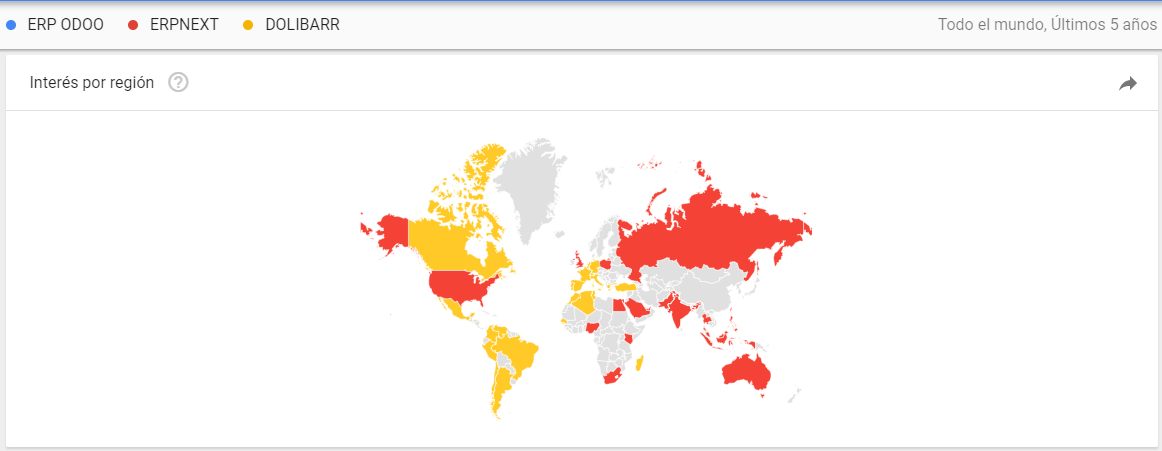 ERP ODOO ERPNEXT DOLIBARR Todo el mundo, Últimos 5 años
Interés por región ?